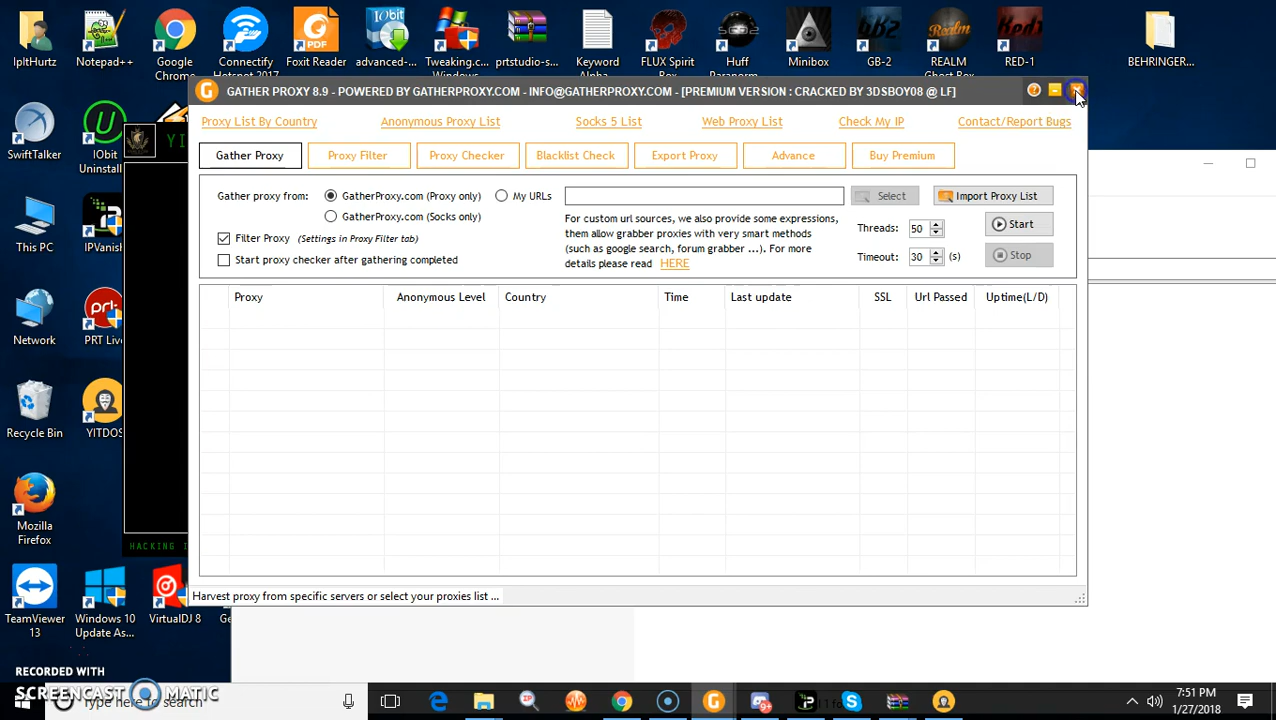 IpltHurtz
Notepad++
Google Chrome
Connectify Hotspot 2017
Foxit Reader
advanced-...
Tweaking.c... Windows ...
prtstudio-s...
Keyword Alpha
FLUX Spirit Box
Huff Paranorm...
Minibox
GB-2
REALM Ghost Box
RED-1
BEHRINGER...
GATHER PROXY 8.9 - POWERED BY GATHERPROXY.COM - INFO@GATHERPROXY.COM - [PREMIUM VERSION : CRACKED BY 3DSBOY08 @ LF]
Proxy List By Country
Anonymous Proxy List
Socks 5 List
Web Proxy List
Check My IP
Contact/Report Bugs
Gather Proxy
Proxy Filter
Proxy Checker
Blacklist Check
Export Proxy
Advance
Buy Premium
Gather proxy from:
GatherProxy.com (Proxy only)
My URLs
Select
Import Proxy List
GatherProxy.com (Socks only)
For custom url sources, we also provide some expressions,
them allow grabber proxies with very smart methods
(such as google search, forum grabber ...). For more
details please read HERE
Threads: 50
Start
Filter Proxy (Settings in Proxy Filter tab)
Timeout: 30 (s)
Stop
Start proxy checker after gathering completed
Proxy
Anonymous Level
Country
Time
Last update
SSL
Url Passed
Uptime(L/D)
Harvest proxy from specific servers or select your proxies list ...
SwiftTalker
IObit
Uninstal
YI
This PC
IPVanish
Network
PRT Liv
Recycle Bin
YITDOS
Mozilla
Firefox
HACKING
TeamViewer
13
Windows 10
Update As...
VirtualDJ 8
Ge
RECORDED WITH
SCREENCAST MATIC
Type here to search
7:51 PM
1/27/2018